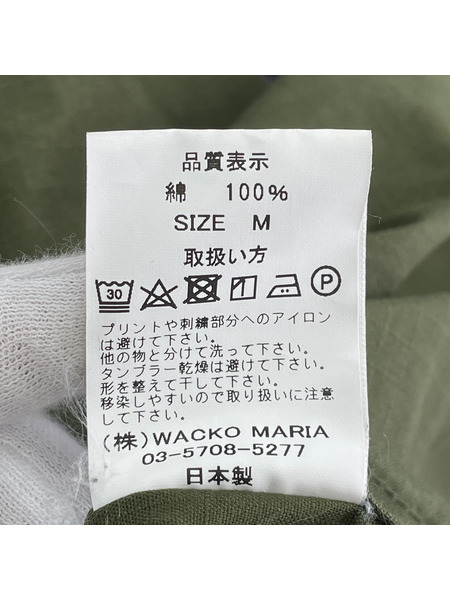 品質表示
綿 100%
SIZE M
取扱い方
30 P
プリントや刺繍部分へのアイロン
は避けて下さい。
他の物と分けて洗って下さい。
タンブラー乾燥は避けて下さい。
形を整えて干して下さい。
移染しやすいので取り扱いに注意
して下さい。
(株)WACKO MARIA
03-5708-5277
日本製